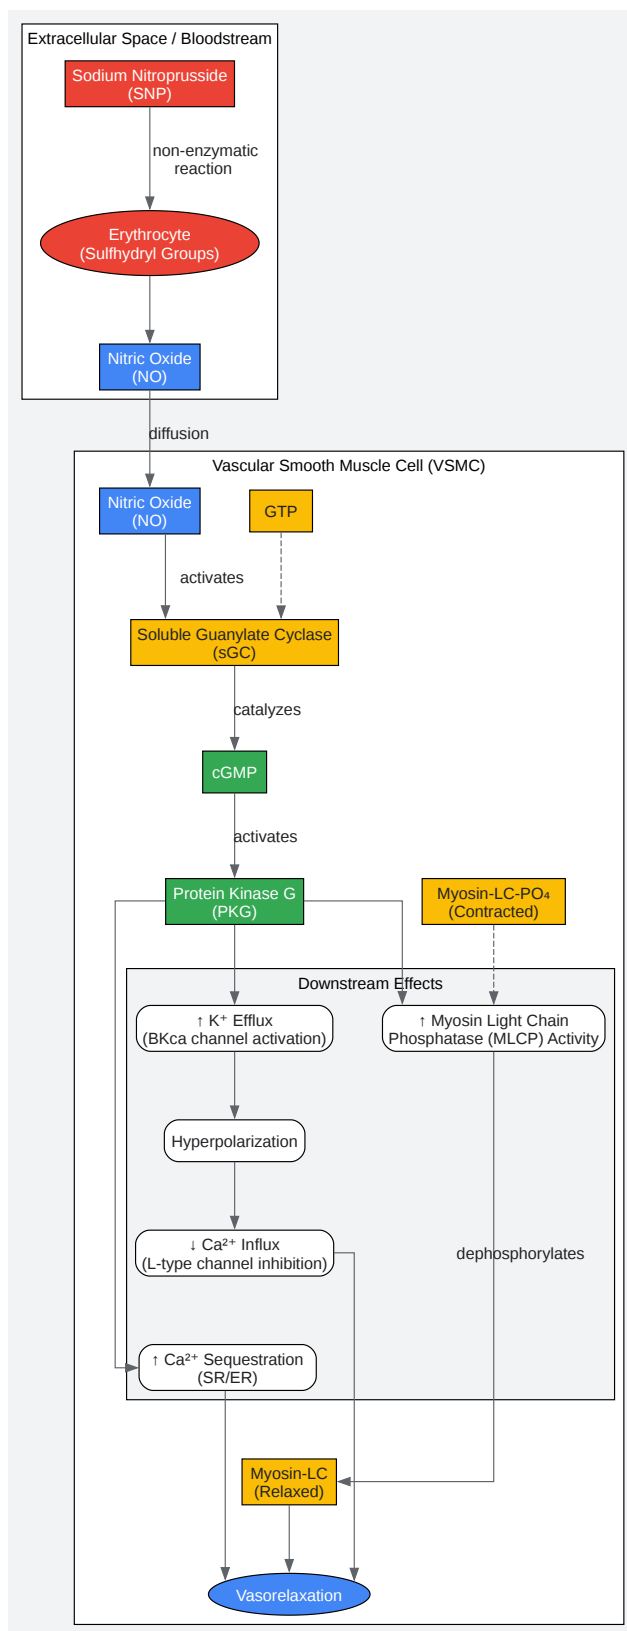 Extracellular Space / Bloodstream
Sodium Nitroprusside
(SNP)
non-enzymatic
reaction
Erythrocyte
(Sulfhydryl Groups)
Nitric Oxide
(NO)
diffusion
Vascular Smooth Muscle Cell (VSMC)
Nitric Oxide
(NO)
GTP
activates
Soluble Guanylate Cyclase
(sGC)
catalyzes
cGMP
activates
Protein Kinase G
(PKG)
Myosin-LC-PO₄
(Contracted)
Downstream Effects
↑ K⁺ Efflux
(BKca channel activation)
↑ Myosin Light Chain
Phosphatase (MLCP) Activity
Hyperpolarization
↓ Ca²⁺ Influx
(L-type channel inhibition)
dephosphorylates
↑ Ca²⁺ Sequestration
(SR/ER)
Myosin-LC
(Relaxed)
Vasorelaxation